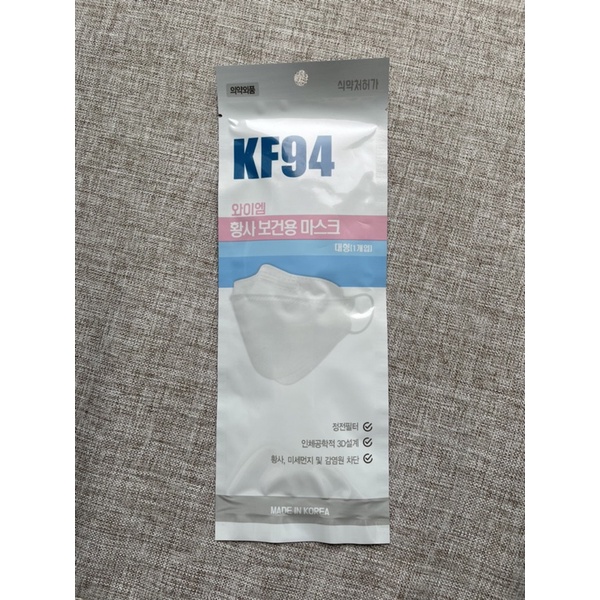 의약외품
식약처허가
KF94
와이엠
황사 보건용 마스크
대형(1개입)
정전필터
인체공학적 3D설계
황사, 미세먼지 및 감염원 차단
MADE IN KOREA